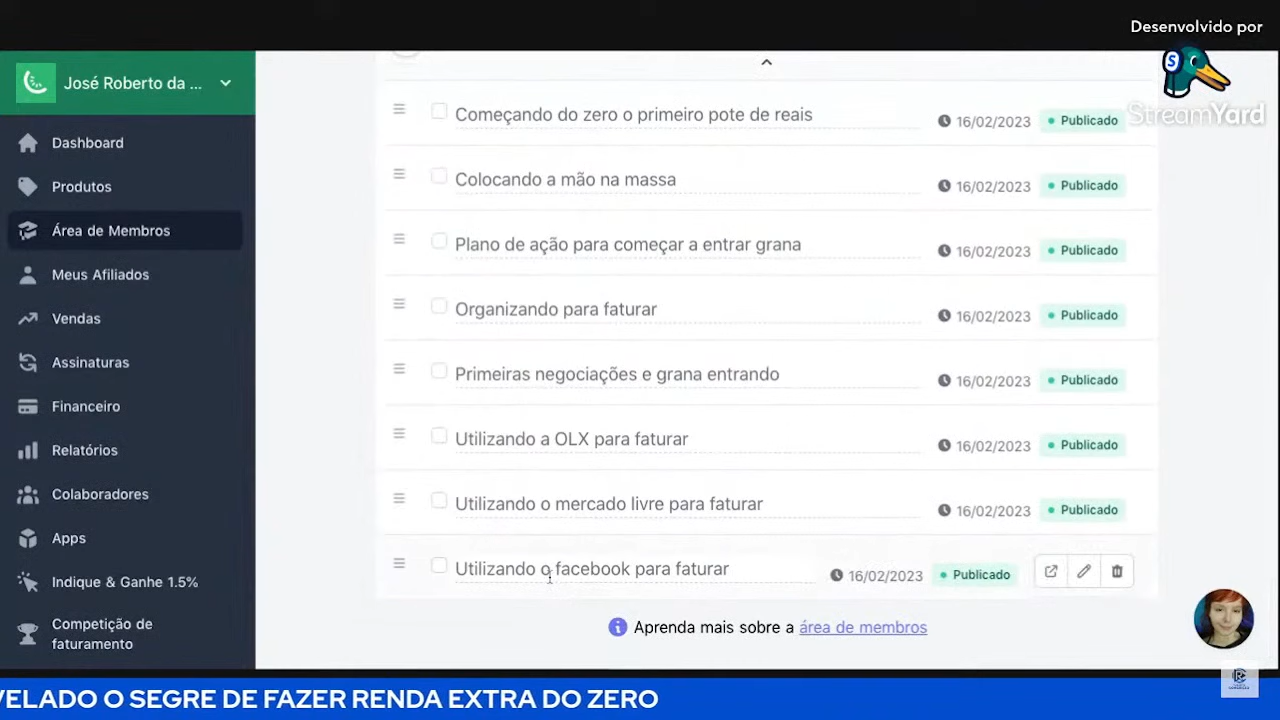 Desenvolvido por
StreamYard
José Roberto da ...
Dashboard
Produtos
Área de Membros
Meus Afiliados
Vendas
Assinaturas
Financeiro
Relatórios
Colaboradores
Apps
Indique & Ganhe 1.5%
Competição de
faturamento
Começando do zero o primeiro pote de reais 16/02/2023 Publicado
Colocando a mão na massa 16/02/2023 Publicado
Plano de ação para começar a entrar grana 16/02/2023 Publicado
Organizando para faturar 16/02/2023 Publicado
Primeiras negociações e grana entrando 16/02/2023 Publicado
Utilizando a OLX para faturar 16/02/2023 Publicado
Utilizando o mercado livre para faturar 16/02/2023 Publicado
Utilizando o facebook para faturar 16/02/2023 Publicado
Aprenda mais sobre a área de membros
VELADO O SEGRE DE FAZER RENDA EXTRA DO ZERO